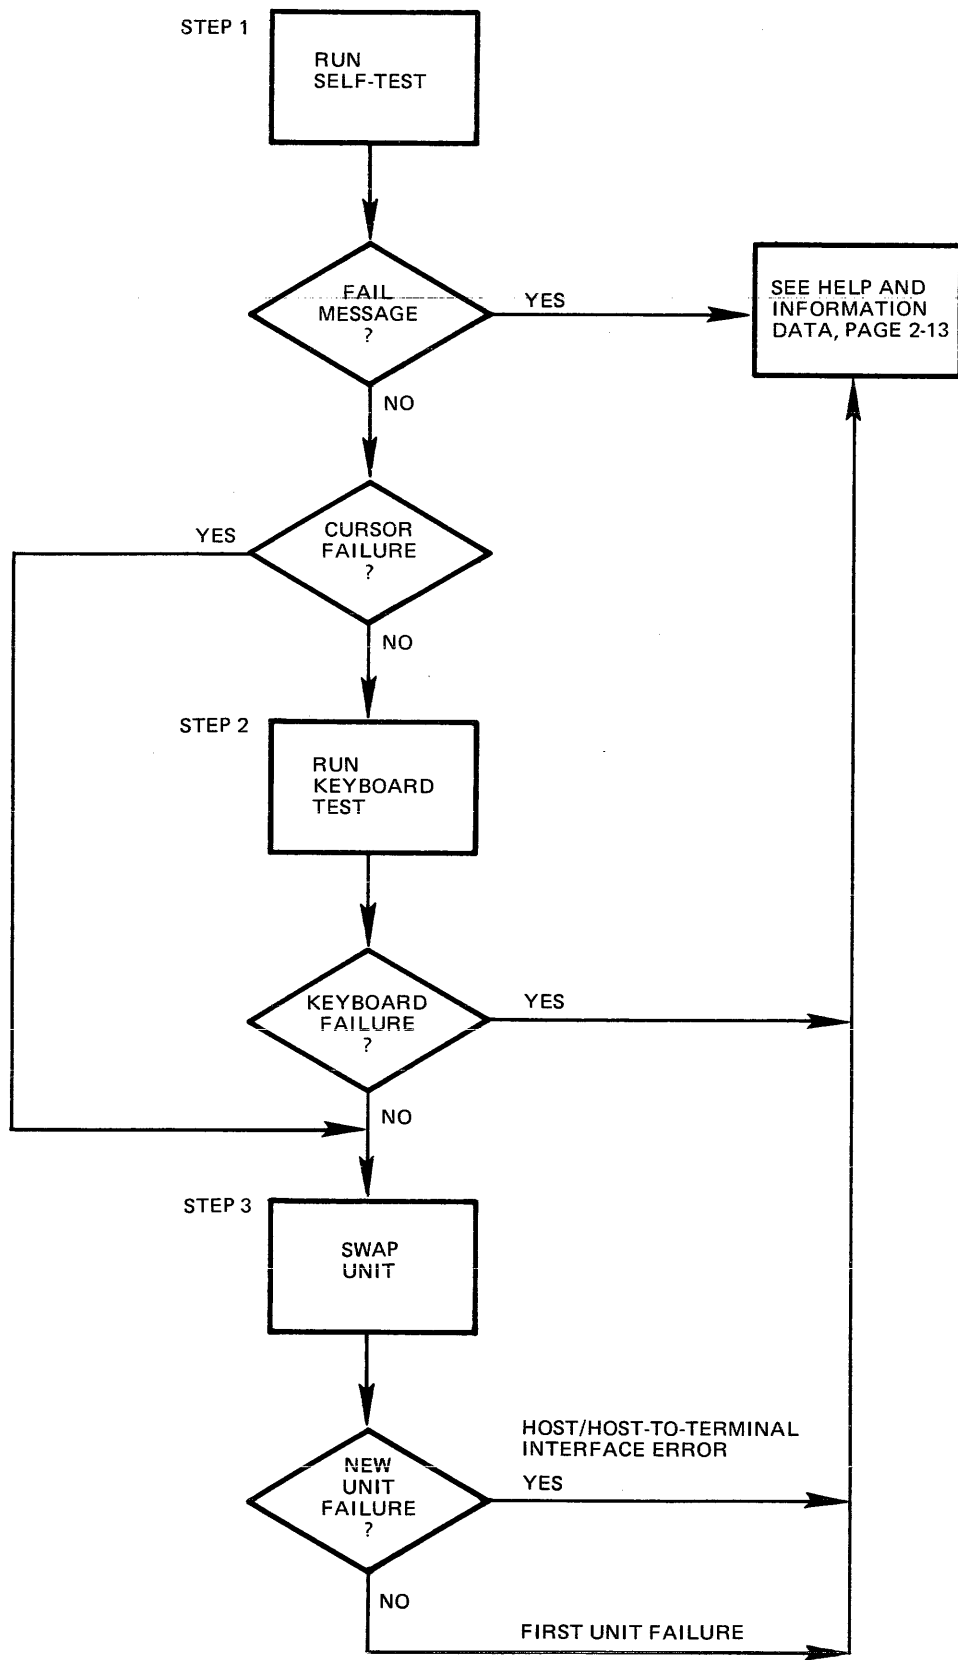 STEP 1
RUN
SELF-TEST
FAIL
MESSAGE
?
YES
SEE HELP AND
INFORMATION
DATA, PAGE 2-13
NO
CURSOR
FAILURE
?
YES
NO
STEP 2
RUN
KEYBOARD
TEST
KEYBOARD
FAILURE
?
YES
NO
STEP 3
SWAP
UNIT
HOST/HOST-TO-TERMINAL
INTERFACE ERROR
NEW
UNIT
FAILURE
?
YES
NO
FIRST UNIT FAILURE